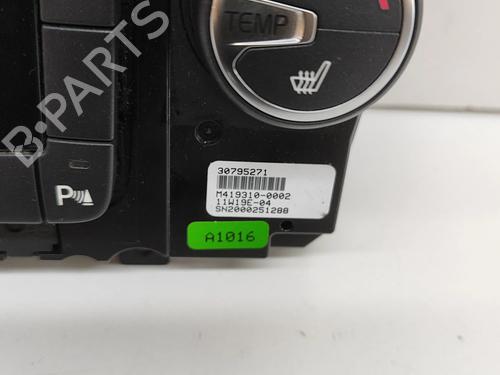 TEMP
B-PARTS
P
30795271
M419310-0002
11W19E-04
SN2000251288
A1016